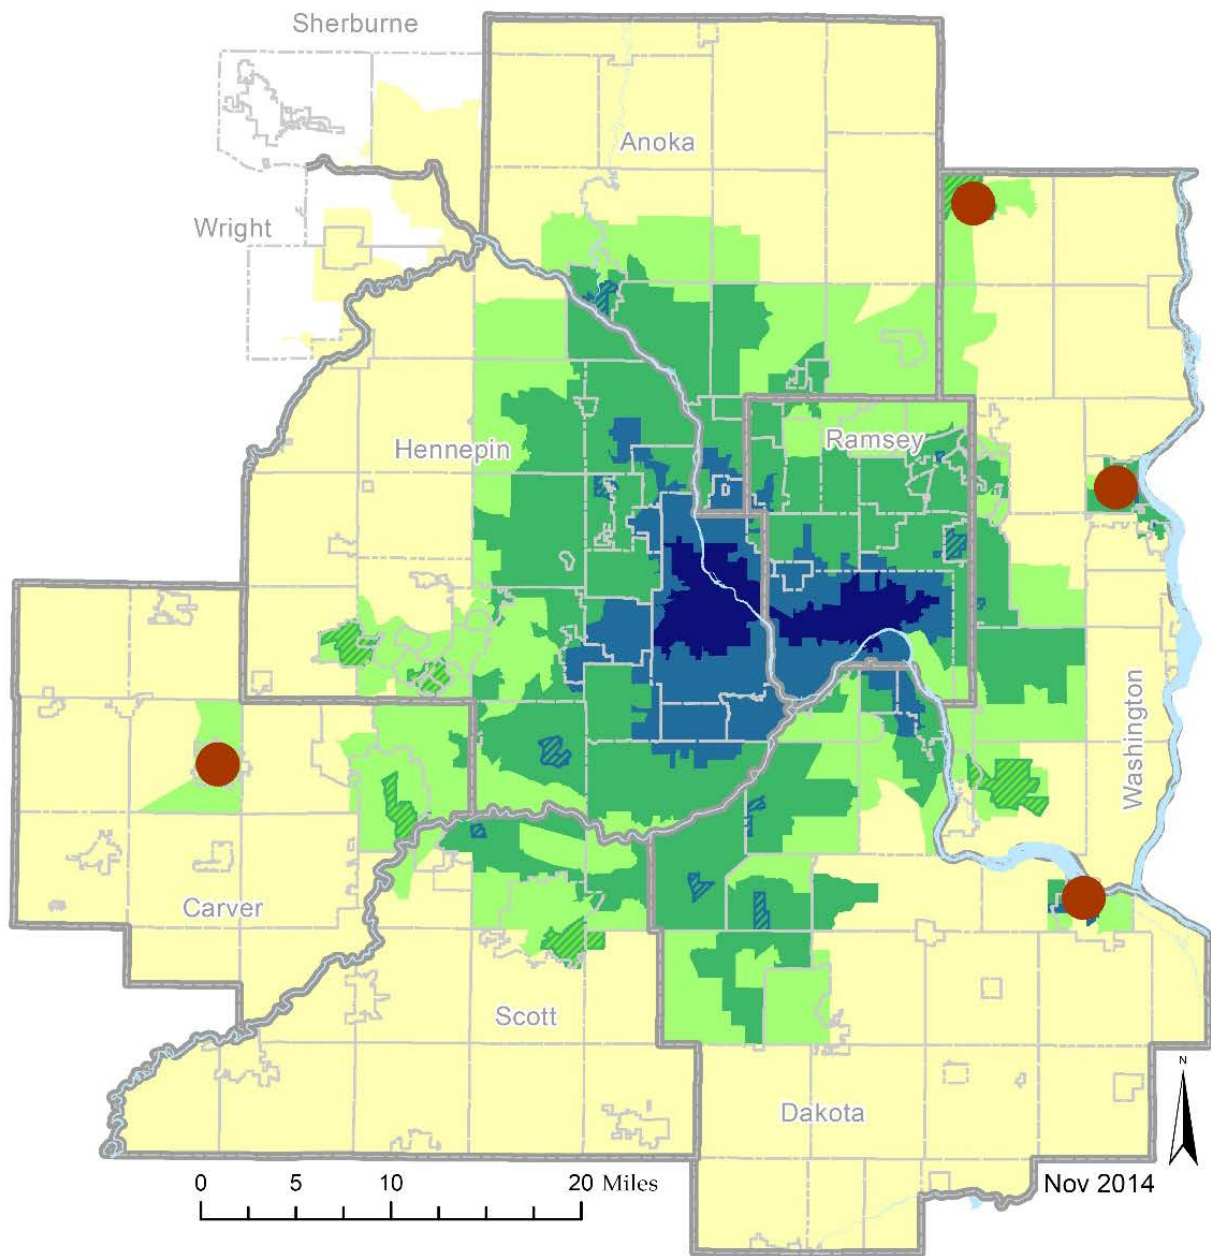 Sherburne
Anoka
Wright
Hennepin
Ramsey
Washington
Carver
Scott
Dakota
N
0 5 10 20 Miles
Nov 2014